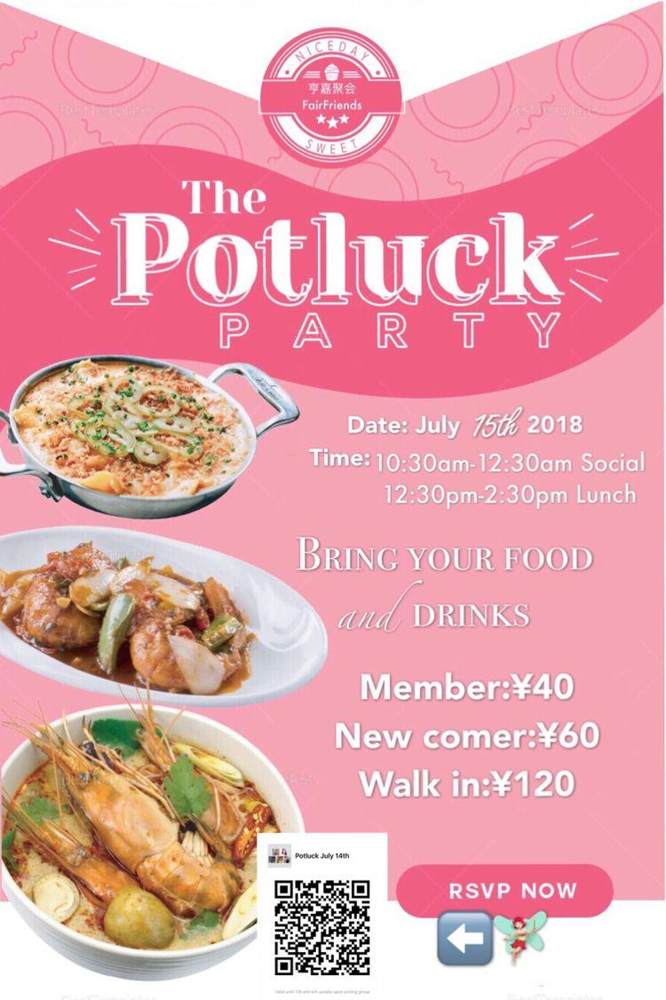 NICEDAY
亨嘉聚会
FairFriends
SWEET
BestTemplates
BestTemplates
The
Potluck
PARTY
Date: July 15th 2018
Time: 10:30am-12:30am Social
12:30pm-2:30pm Lunch
BRING YOUR FOOD
and DRINKS
Member:¥40
New comer:¥60
Walk in:¥120
Potluck July 14th
RSVP NOW